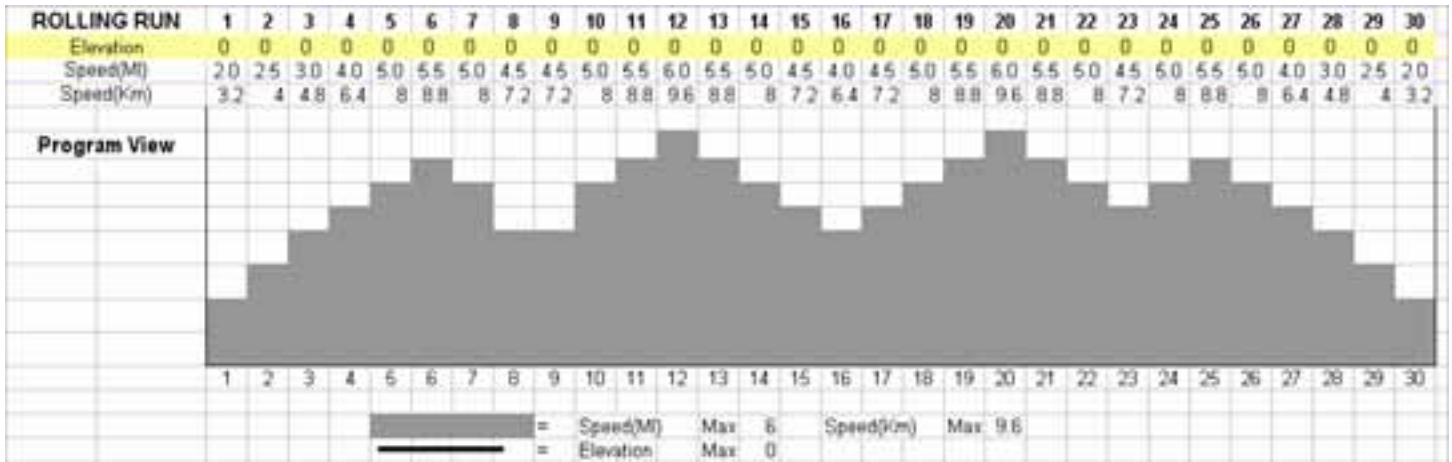 ROLLING RUN 1 2 3 4 5 6 7 8 9 10 11 12 13 14 15 16 17 18 19 20 21 22 23 24 25 26 27 28 29 30
Elevation 0 0 0 0 0 0 0 0 0 0 0 0 0 0 0 0 0 0 0 0 0 0 0 0 0 0 0 0 0 0
Speed(MI) 2.0 2.5 3.0 4.0 5.0 5.5 5.0 4.5 4.5 5.0 5.5 6.0 5.5 5.0 4.5 4.0 4.5 5.0 5.5 6.0 5.5 5.0 4.5 5.0 5.5 5.0 4.0 3.0 2.5 2.0
Speed(Km) 3.2 4 4.8 6.4 8 8.8 8 7.2 7.2 8 8.8 9.6 8.8 8 7.2 6.4 7.2 8 8.8 9.6 8.8 8 7.2 8 8.8 8 6.4 4.8 4 3.2
Program View
1 2 3 4 5 6 7 8 9 10 11 12 13 14 15 16 17 18 19 20 21 22 23 24 25 26 27 28 29 30
= Speed(MI) Max 6 Speed(Km) Max 9.6
= Elevation Max 0